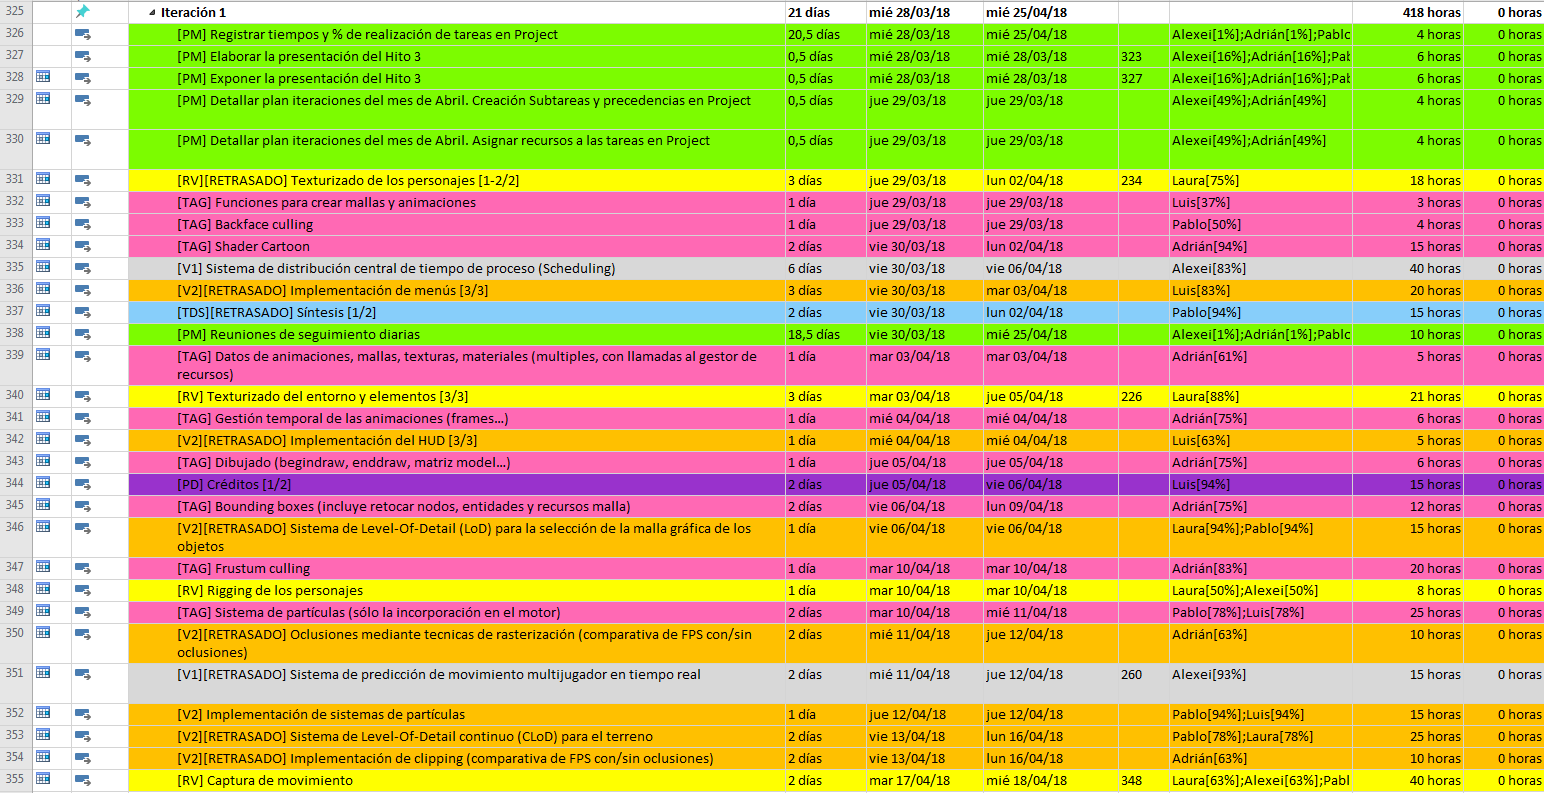 325 Iteración 1 21 días mié 28/03/18 mié 25/04/18 418 horas 0 horas
326 [PM] Registrar tiempos y % de realización de tareas en Project 20,5 días mié 28/03/18 mié 25/04/18 Alexei[1%];Adrián[1%];Pablo 4 horas 0 horas
327 [PM] Elaborar la presentación del Hito 3 0,5 días mié 28/03/18 mié 28/03/18 323 Alexei[16%];Adrián[16%];Pab 6 horas 0 horas
328 [PM] Exponer la presentación del Hito 3 0,5 días mié 28/03/18 mié 28/03/18 327 Alexei[16%];Adrián[16%];Pab 6 horas 0 horas
329 [PM] Detallar plan iteraciones del mes de Abril. Creación Subtareas y precedencias en Project 0,5 días jue 29/03/18 jue 29/03/18 Alexei[49%];Adrián[49%] 4 horas 0 horas
330 [PM] Detallar plan iteraciones del mes de Abril. Asignar recursos a las tareas en Project 0,5 días jue 29/03/18 jue 29/03/18 Alexei[49%];Adrián[49%] 4 horas 0 horas
331 [RV][RETRASADO] Texturizado de los personajes [1-2/2] 3 días jue 29/03/18 lun 02/04/18 234 Laura[75%] 18 horas 0 horas
332 [TAG] Funciones para crear mallas y animaciones 1 día jue 29/03/18 jue 29/03/18 Luis[37%] 3 horas 0 horas
333 [TAG] Backface culling 1 día jue 29/03/18 jue 29/03/18 Pablo[50%] 4 horas 0 horas
334 [TAG] Shader Cartoon 2 días vie 30/03/18 lun 02/04/18 Adrián[94%] 15 horas 0 horas
335 [V1] Sistema de distribución central de tiempo de proceso (Scheduling) 6 días vie 30/03/18 vie 06/04/18 Alexei[83%] 40 horas 0 horas
336 [V2][RETRASADO] Implementación de menús [3/3] 3 días vie 30/03/18 mar 03/04/18 Luis[83%] 20 horas 0 horas
337 [TDS][RETRASADO] Síntesis [1/2] 2 días vie 30/03/18 lun 02/04/18 Pablo[94%] 15 horas 0 horas
338 [PM] Reuniones de seguimiento diarias 18,5 días vie 30/03/18 mié 25/04/18 Alexei[1%];Adrián[1%];Pablo 10 horas 0 horas
339 [TAG] Datos de animaciones, mallas, texturas, materiales (multiples, con llamadas al gestor de 1 día mar 03/04/18 mar 03/04/18 Adrián[61%] 5 horas 0 horas
recursos)
340 [RV] Texturizado del entorno y elementos [3/3] 3 días mar 03/04/18 jue 05/04/18 226 Laura[88%] 21 horas 0 horas
341 [TAG] Gestión temporal de las animaciones (frames...) 1 día mié 04/04/18 mié 04/04/18 Adrián[75%] 6 horas 0 horas
342 [V2][RETRASADO] Implementación del HUD [3/3] 1 día mié 04/04/18 mié 04/04/18 Luis[63%] 5 horas 0 horas
343 [TAG] Dibujado (begindraw, enddraw, matriz model...) 1 día jue 05/04/18 jue 05/04/18 Adrián[75%] 6 horas 0 horas
344 [PD] Créditos [1/2] 2 días jue 05/04/18 vie 06/04/18 Luis[94%] 15 horas 0 horas
345 [TAG] Bounding boxes (incluye retocar nodos, entidades y recursos malla) 2 días vie 06/04/18 lun 09/04/18 Adrián[75%] 12 horas 0 horas
346 [V2][RETRASADO] Sistema de Level-Of-Detail (LoD) para la selección de la malla gráfica de los 1 día vie 06/04/18 vie 06/04/18 Laura[94%];Pablo[94%] 15 horas 0 horas
objetos
347 [TAG] Frustum culling 1 día mar 10/04/18 mar 10/04/18 Adrián[83%] 20 horas 0 horas
348 [RV] Rigging de los personajes 1 día mar 10/04/18 mar 10/04/18 Laura[50%];Alexei[50%] 8 horas 0 horas
349 [TAG] Sistema de partículas (sólo la incorporación en el motor) 2 días mar 10/04/18 mié 11/04/18 Pablo[78%];Luis[78%] 25 horas 0 horas
350 [V2][RETRASADO] Oclusiones mediante tecnicas de rasterización (comparativa de FPS con/sin 2 días mié 11/04/18 jue 12/04/18 Adrián[63%] 10 horas 0 horas
oclusiones)
351 [V1][RETRASADO] Sistema de predicción de movimiento multijugador en tiempo real 2 días mié 11/04/18 jue 12/04/18 260 Alexei[93%] 15 horas 0 horas
352 [V2] Implementación de sistemas de partículas 1 día jue 12/04/18 jue 12/04/18 Pablo[94%];Luis[94%] 15 horas 0 horas
353 [V2][RETRASADO] Sistema de Level-Of-Detail continuo (CLoD) para el terreno 2 días vie 13/04/18 lun 16/04/18 Pablo[78%];Laura[78%] 25 horas 0 horas
354 [V2][RETRASADO] Implementación de clipping (comparativa de FPS con/sin oclusiones) 2 días vie 13/04/18 lun 16/04/18 Adrián[63%] 10 horas 0 horas
355 [RV] Captura de movimiento 2 días mar 17/04/18 mié 18/04/18 348 Laura[63%];Alexei[63%];Pabl 40 horas 0 horas